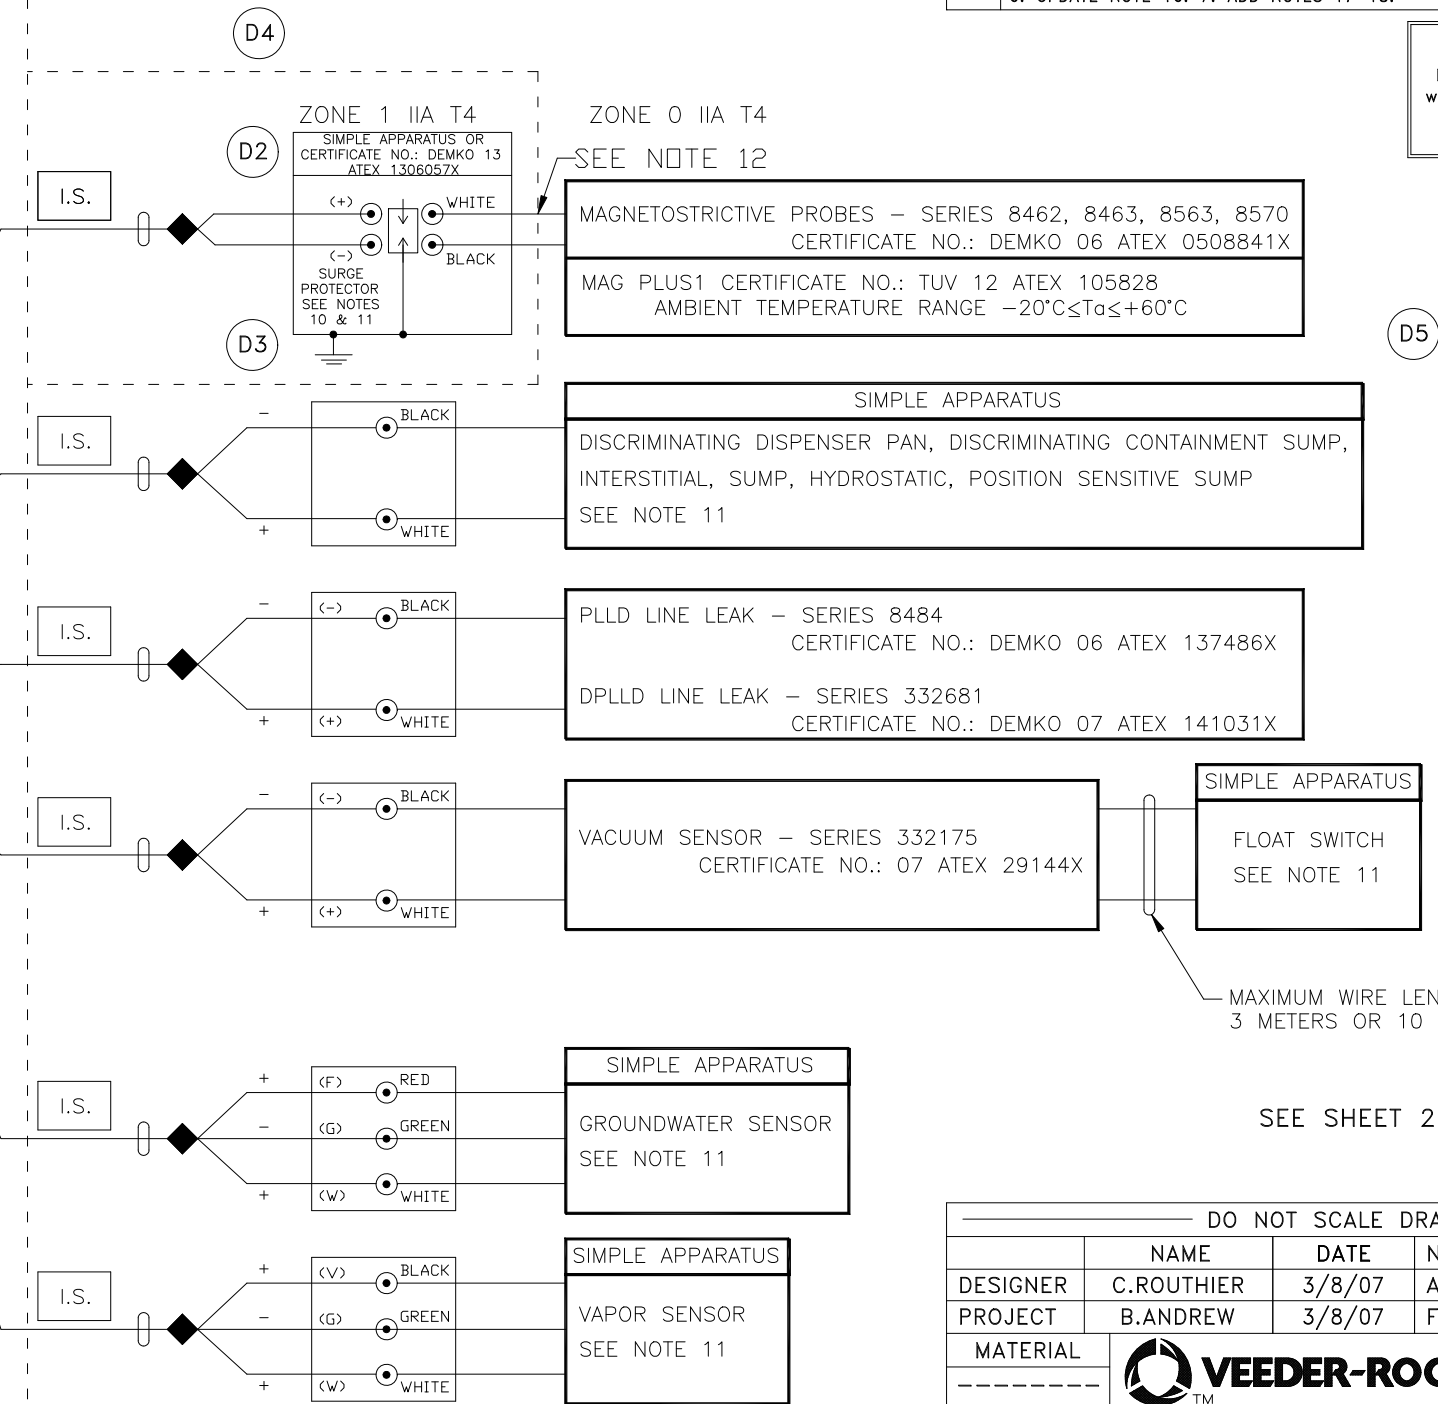 D4
ZONE 1 IIA T4
ZONE 0 IIA T4
D2
SIMPLE APPARATUS OR
CERTIFICATE NO.: DEMKO 13
ATEX 1306057X
SEE NOTE 12
I.S.
(+)
WHITE
(-)
BLACK
SURGE
PROTECTOR
SEE NOTES
10 & 11
D3
MAGNETOSTRICTIVE PROBES – SERIES 8462, 8463, 8563, 8570
CERTIFICATE NO.: DEMKO 06 ATEX 0508841X
MAG PLUS1 CERTIFICATE NO.: TUV 12 ATEX 105828
AMBIENT TEMPERATURE RANGE –20°C≤Ta≤+60°C
D5
I.S.
-
BLACK
+
WHITE
SIMPLE APPARATUS
DISCRIMINATING DISPENSER PAN, DISCRIMINATING CONTAINMENT SUMP,
INTERSTITIAL, SUMP, HYDROSTATIC, POSITION SENSITIVE SUMP
SEE NOTE 11
I.S.
- (-) BLACK
+ (+) WHITE
PLLD LINE LEAK – SERIES 8484
CERTIFICATE NO.: DEMKO 06 ATEX 137486X
DPLLD LINE LEAK – SERIES 332681
CERTIFICATE NO.: DEMKO 07 ATEX 141031X
I.S.
- (-) BLACK
+ (+) WHITE
VACUUM SENSOR – SERIES 332175
CERTIFICATE NO.: 07 ATEX 29144X
SIMPLE APPARATUS
FLOAT SWITCH
SEE NOTE 11
MAXIMUM WIRE LEN
3 METERS OR 10
I.S.
+ (F) RED
- (G) GREEN
+ (W) WHITE
SIMPLE APPARATUS
GROUNDWATER SENSOR
SEE NOTE 11
SEE SHEET 2
I.S.
+ (V) BLACK
- (G) GREEN
+ (W) WHITE
SIMPLE APPARATUS
VAPOR SENSOR
SEE NOTE 11
DO NOT SCALE DRA
NAME DATE N
DESIGNER C.ROUTHIER 3/8/07 A
PROJECT B.ANDREW 3/8/07 F
MATERIAL
VEEDER-ROO
TM